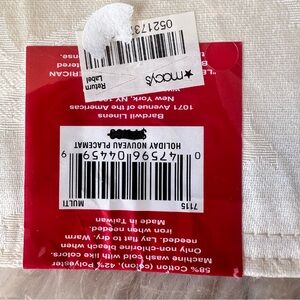 58% Cotton (coton), 42% Polyester
Machine wash cold with like colors.
Only non-chlorine bleach when
needed. Lay flat to dry. Warm
iron when needed.
Made in Taiwan
7115 MULTI
0 47596 04459 9
HOLIDAY NOUVEAU PLACEMAT
Bardwil Linens
1071 Avenue of the Americas
New York, NY
★macys
Return
Label